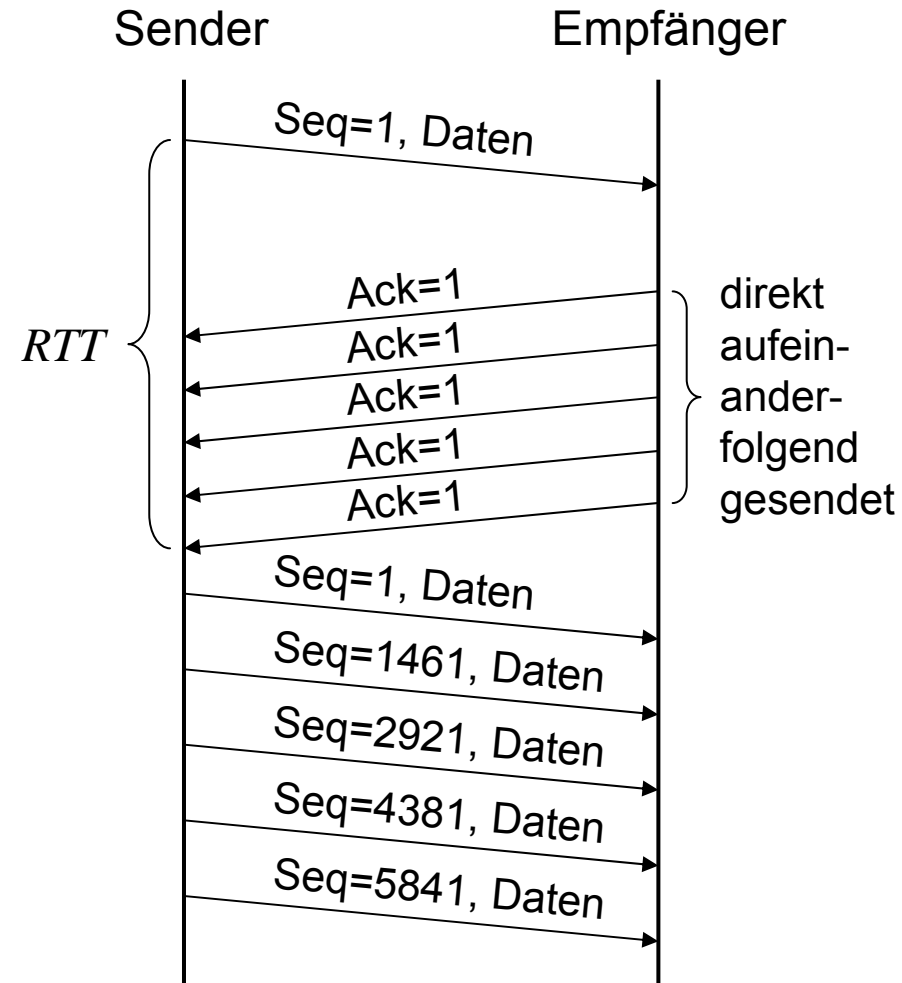 Sender
Empfänger
Seq=1, Daten
Ack=1
Ack=1
Ack=1
Ack=1
Ack=1
RTT
direkt
aufein-
ander-
folgend
gesendet
Seq=1, Daten
Seq=1461, Daten
Seq=2921, Daten
Seq=4381, Daten
Seq=5841, Daten